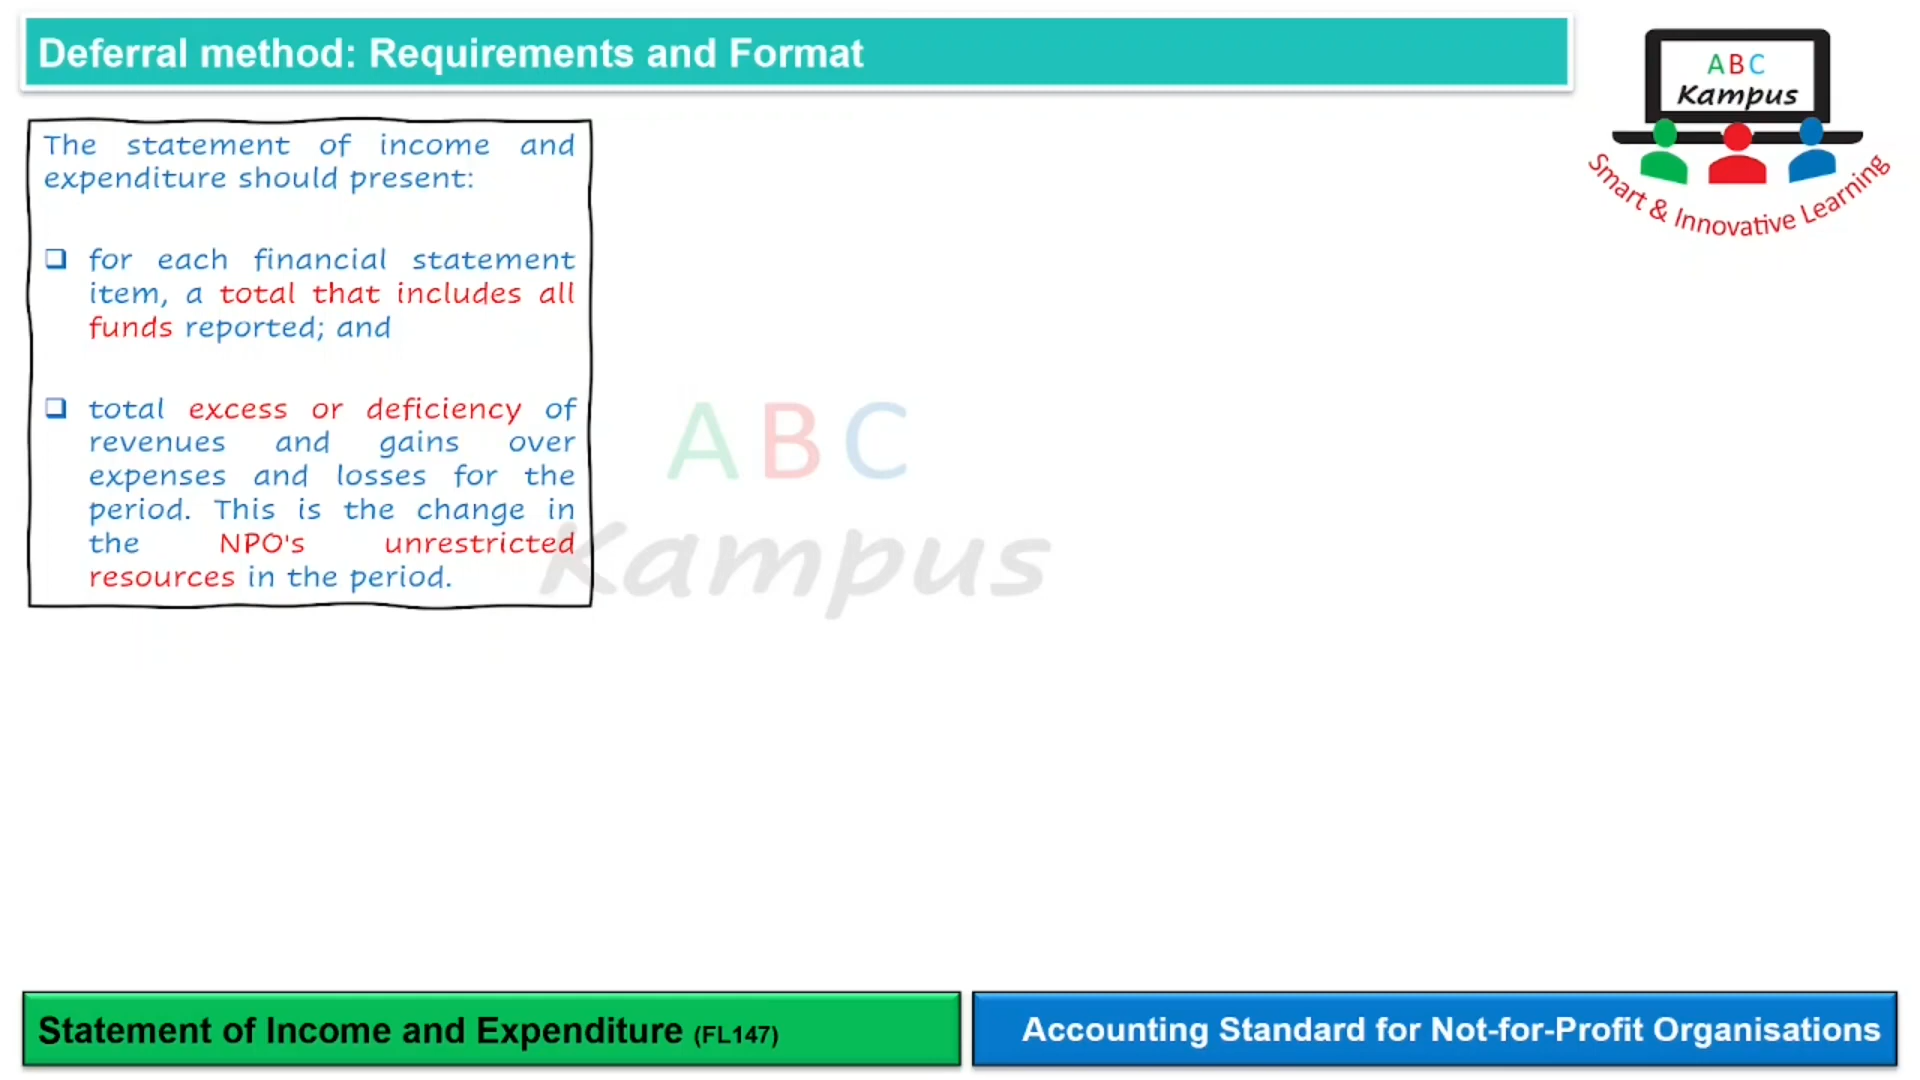 Deferral method: Requirements and Format
ABC
Kampus
Smart & Innovative Learning
The statement of income and
expenditure should present:
❑ for each financial statement
item, a total that includes all
funds reported; and
❑ total excess or deficiency of
revenues and gains over
expenses and losses for the
period. This is the change in
the NPO's unrestricted
resources in the period.
ABC
Kampus
Statement of Income and Expenditure (FL147)
Accounting Standard for Not-for-Profit Organisations